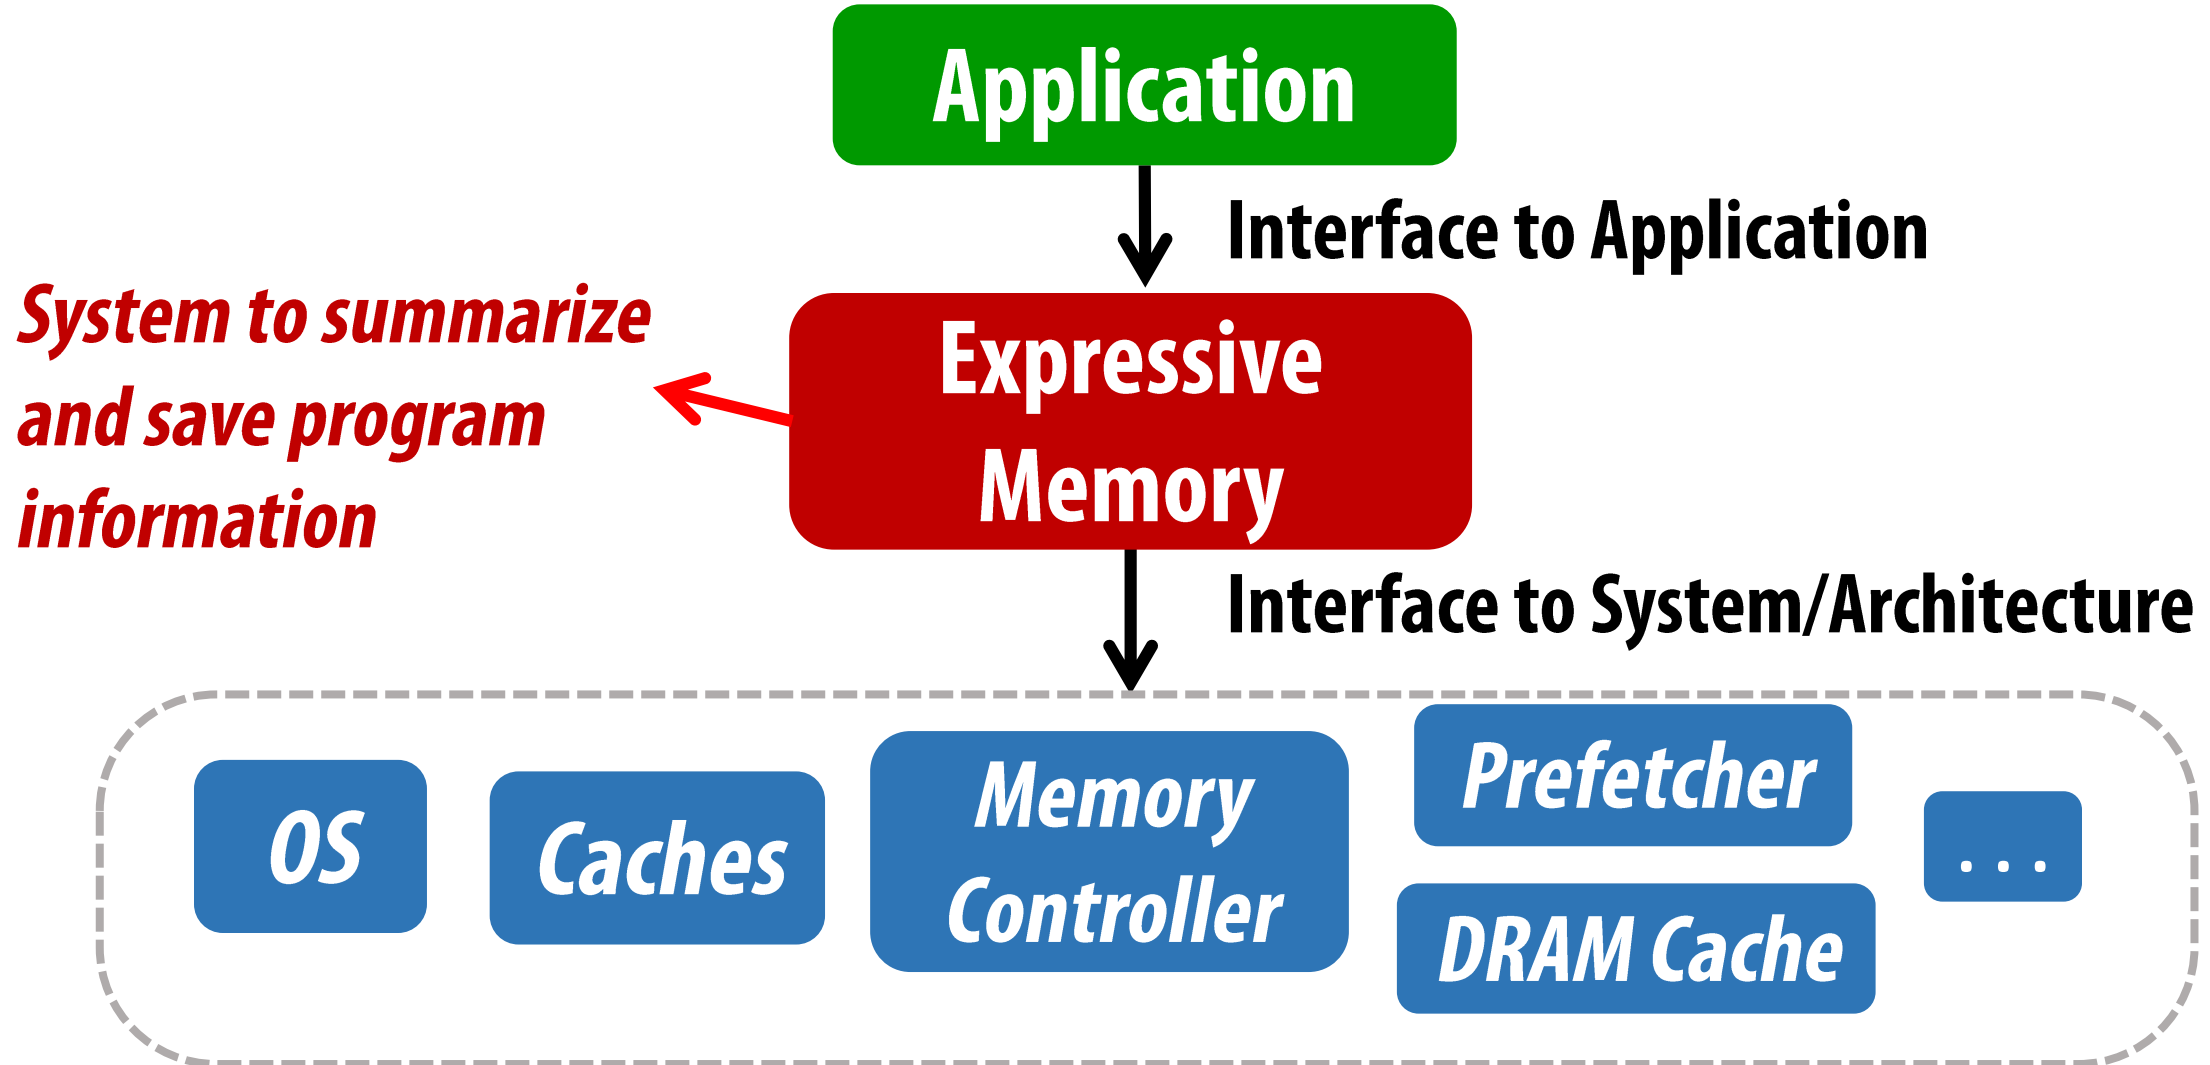 Application
Interface to Application
System to summarize
and save program
information
Expressive
Memory
Interface to System/Architecture
OS
Caches
Memory
Controller
Prefetcher
DRAM Cache
. . .